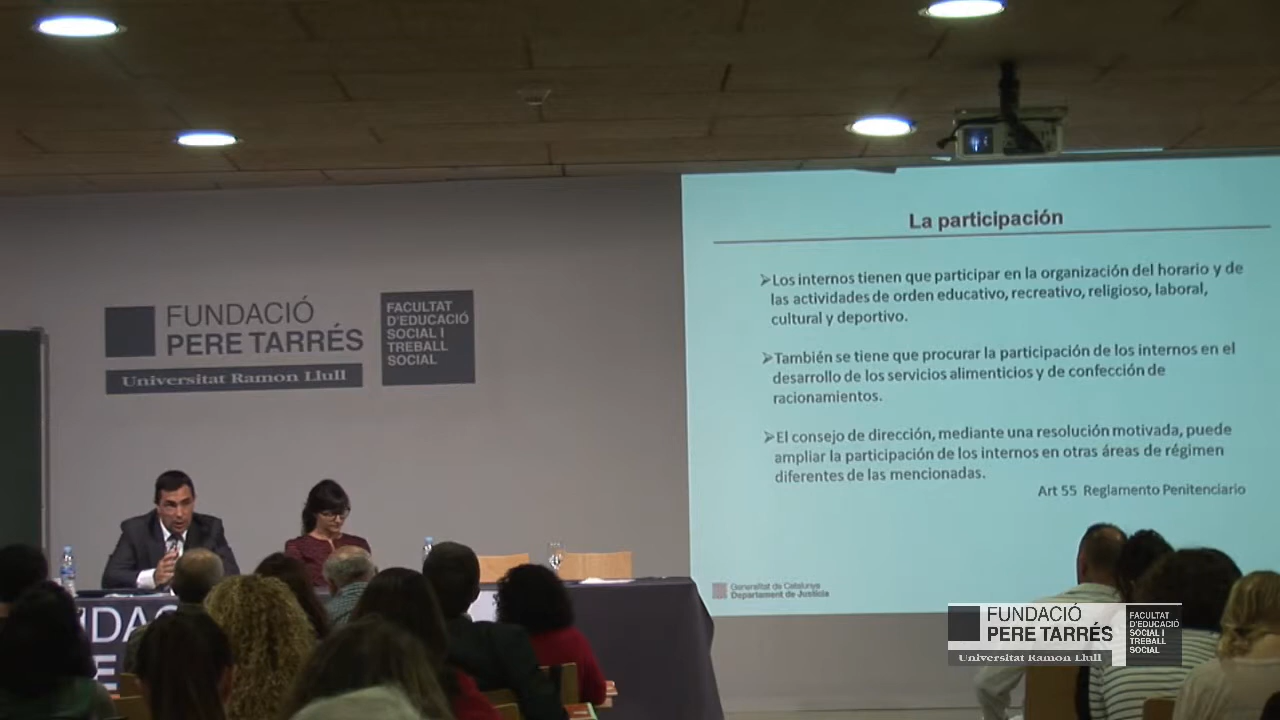 FUNDACIÓ
PERE TARRÉS
Universitat Ramon Llull
FACULTAT
D'EDUCACIÓ
SOCIAL I
TREBALL
SOCIAL
La participación
➢Los internos tienen que participar en la organización del horario y de
las actividades de orden educativo, recreativo, religioso, laboral,
cultural y deportivo.
➢También se tiene que procurar la participación de los internos en el
desarrollo de los servicios alimenticios y de confección de
racionamientos.
➢El consejo de dirección, mediante una resolución motivada, puede
ampliar la participación de los internos en otras áreas de régimen
diferentes de las mencionadas.
Art 55 Reglamento Penitenciario
Generalitat de Catalunya
Departament de Justícia
NDAC
E
FUNDACIÓ
PERE TARRÉS
Universitat Ramon Llull
FACULTAT
D'EDUCACIÓ
SOCIAL I
TREBALL
SOCIAL